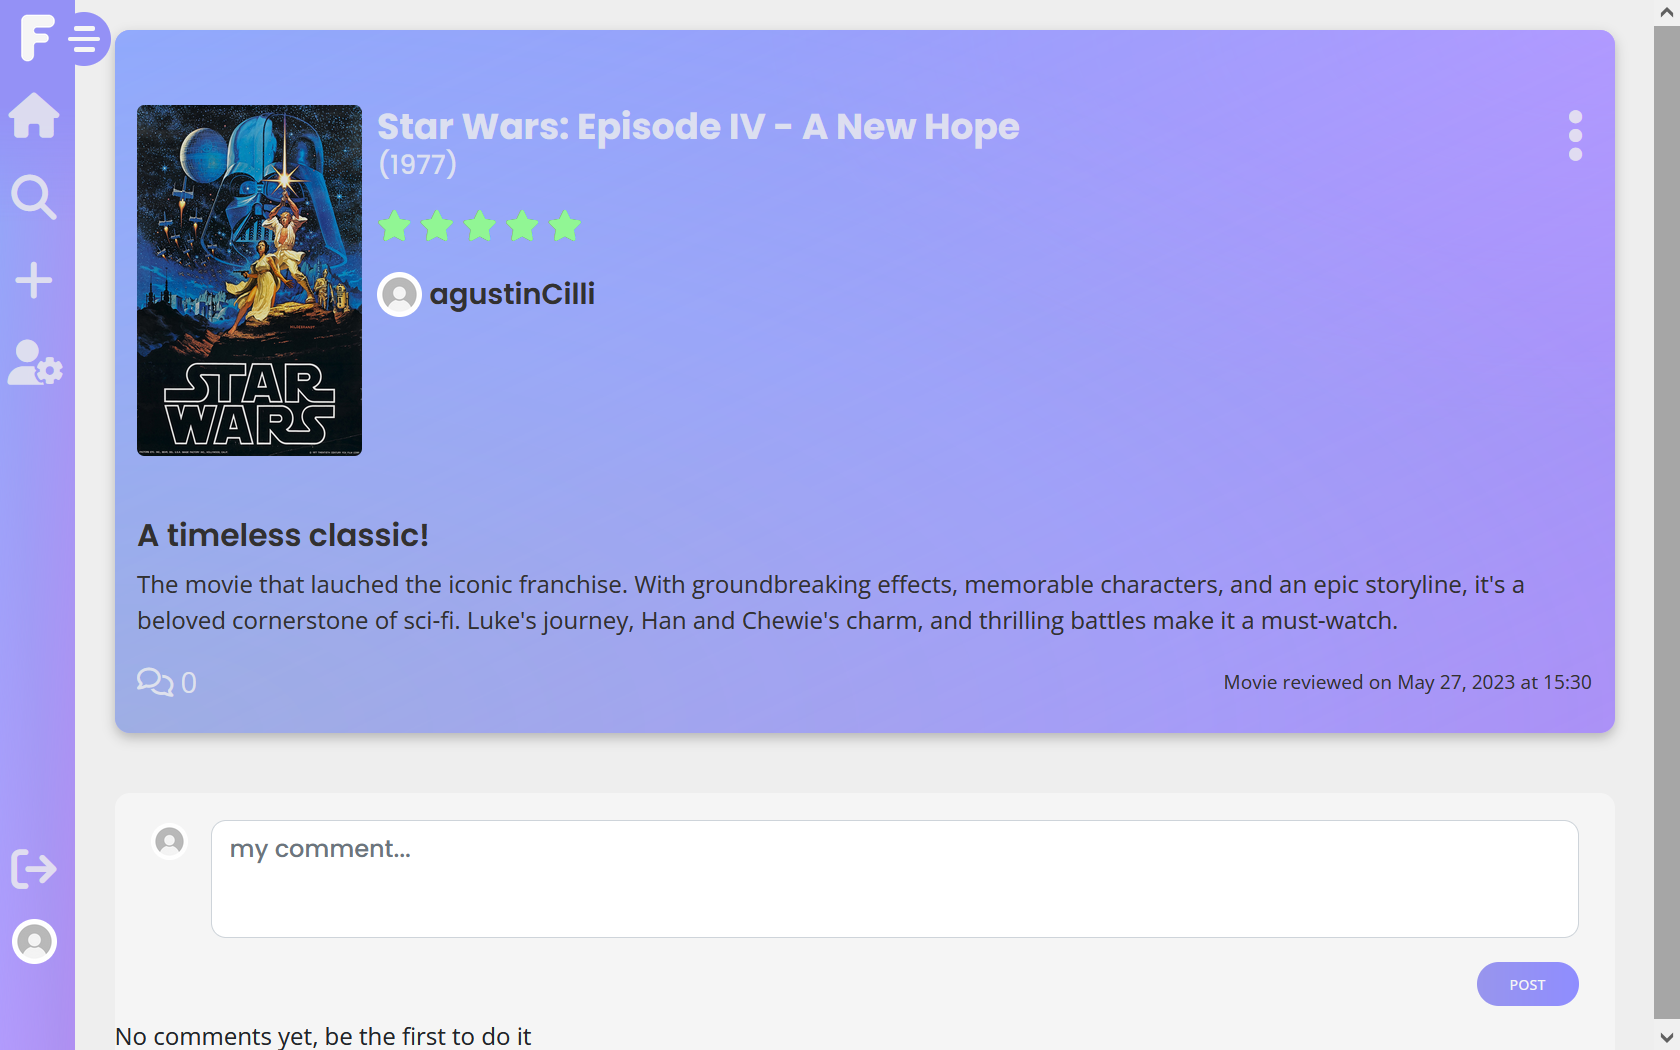 F
Star Wars: Episode IV - A New Hope
(1977)
agustinCilli
STAR
WARS
A timeless classic!
The movie that lauched the iconic franchise. With groundbreaking effects, memorable characters, and an epic storyline, it's a
beloved cornerstone of sci-fi. Luke's journey, Han and Chewie's charm, and thrilling battles make it a must-watch.
0
Movie reviewed on May 27, 2023 at 15:30
my comment...
POST
No comments yet, be the first to do it